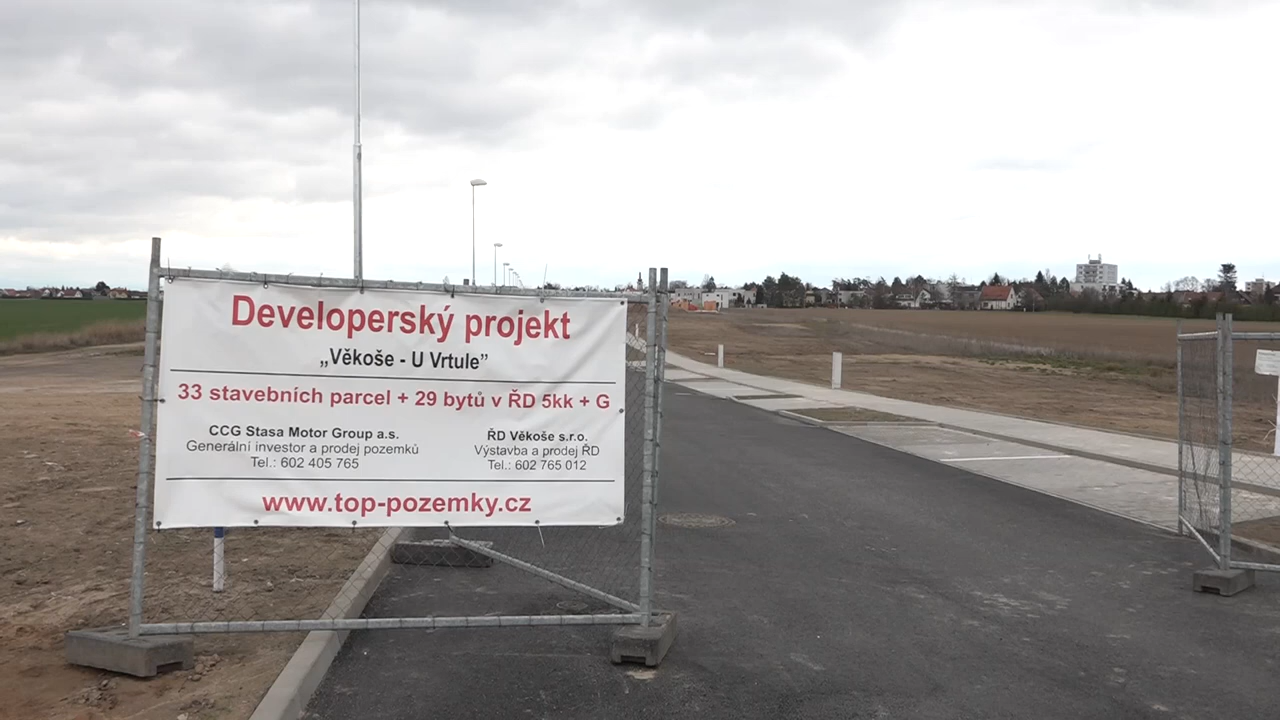 Developerský projekt
„Věkoše - U Vrtule”
33 stavebních parcel + 29 bytů v ŘD 5kk + G
CCG Stasa Motor Group a.s.
Generální investor a prodej pozemků
Tel.: 602 405 765
ŘD Věkoše s.r.o.
Výstavba a prodej ŘD
Tel.: 602 765 012
www.top-pozemky.cz